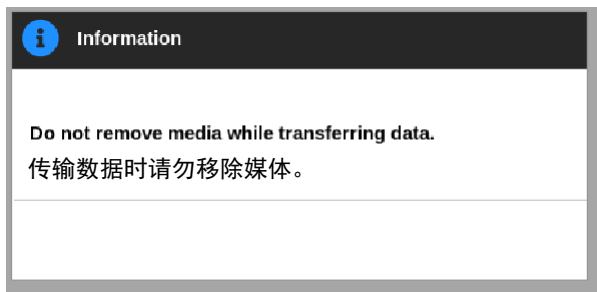 Information
Do not remove media while transferring data.
传输数据时请勿移除媒体。